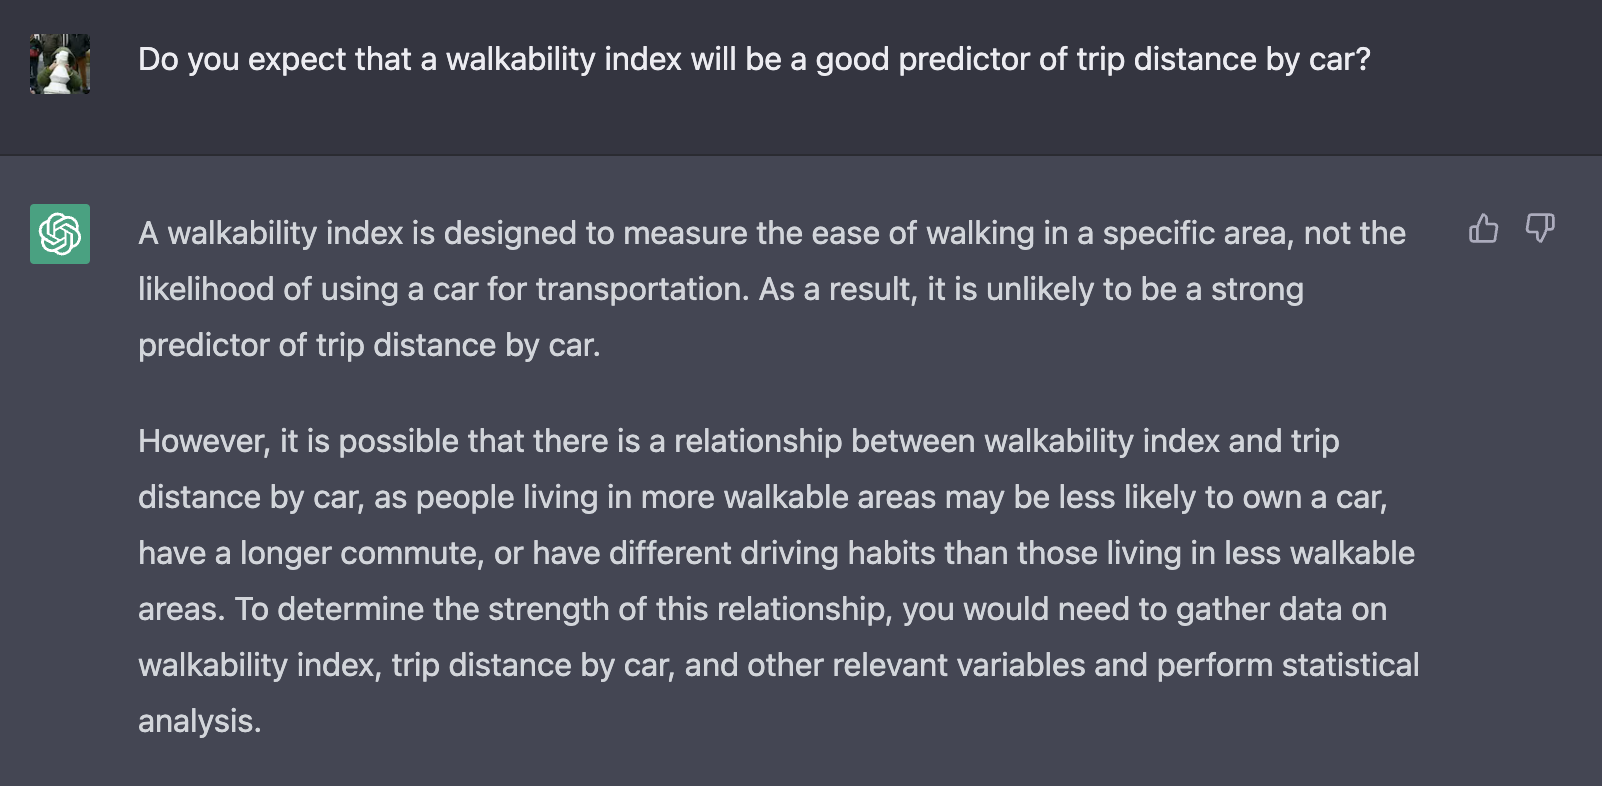 Do you expect that a walkability index will be a good predictor of trip distance by car?
A walkability index is designed to measure the ease of walking in a specific area, not the
likelihood of using a car for transportation. As a result, it is unlikely to be a strong
predictor of trip distance by car.
However, it is possible that there is a relationship between walkability index and trip
distance by car, as people living in more walkable areas may be less likely to own a car,
have a longer commute, or have different driving habits than those living in less walkable
areas. To determine the strength of this relationship, you would need to gather data on
walkability index, trip distance by car, and other relevant variables and perform statistical
analysis.